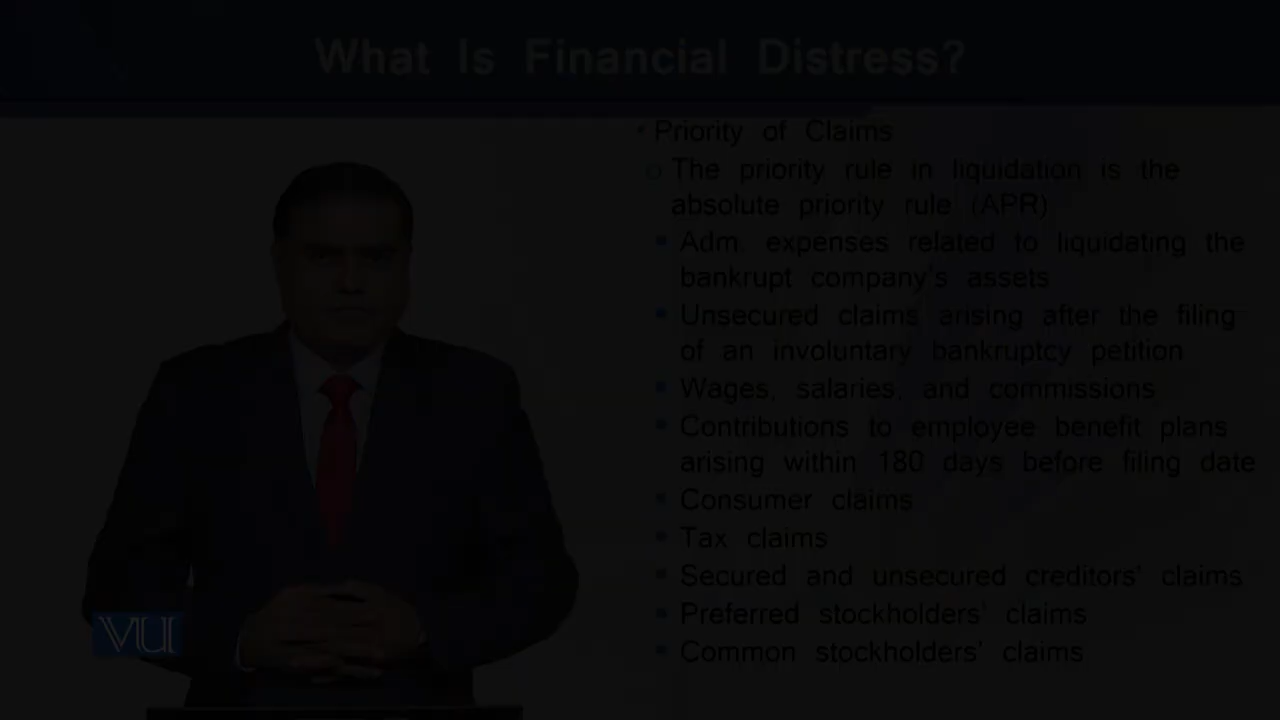 What Is Financial Distress?
• Priority of Claims
o The priority rule in liquidation is the
absolute priority rule (APR)
▪ Adm. expenses related to liquidating the
bankrupt company's assets
▪ Unsecured claims arising after the filing
of an involuntary bankruptcy petition
▪ Wages, salaries, and commissions
▪ Contributions to employee benefit plans
arising within 180 days before filing date
▪ Consumer claims
▪ Tax claims
▪ Secured and unsecured creditors' claims
▪ Preferred stockholders' claims
▪ Common stockholders' claims
VU